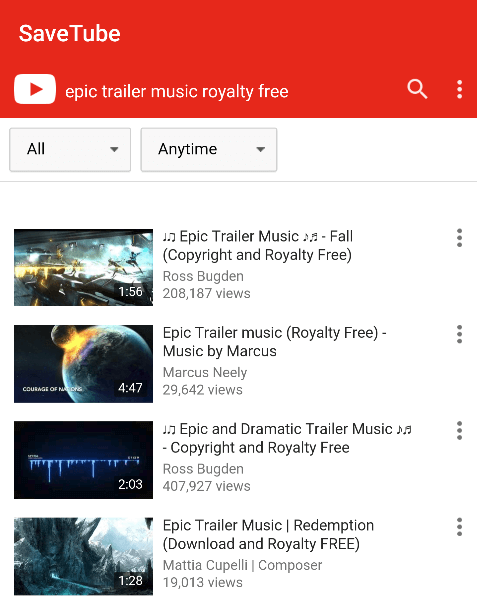 SaveTube
epic trailer music royalty free
All
Anytime
♩♫ Epic Trailer Music ♪♬ - Fall
(Copyright and Royalty Free)
Ross Bugden
208,187 views
1:56
Epic Trailer music (Royalty Free) -
Music by Marcus
Marcus Neely
29,642 views
COURAGE OF NATIONS
4:47
♩♫ Epic and Dramatic Trailer Music ♪♬
- Copyright and Royalty Free
Ross Bugden
407,927 views
2:03
Epic Trailer Music | Redemption
(Download and Royalty FREE)
Mattia Cupelli | Composer
19,013 views
1:28